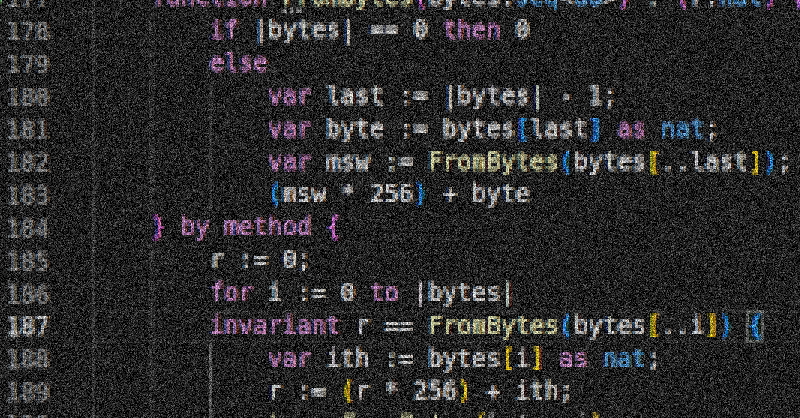 177 function FromBytes(bytes:
178 if |bytes| == 0 then 0
179 else
180 var last := |bytes| - 1;
181 var byte := bytes[last] as nat;
182 var msw := FromBytes(bytes[..last]);
183 (msw * 256) + byte
184 } by method {
185 r := 0;
186 for i := 0 to |bytes|
187 invariant r == FromBytes(bytes[..i]) {
188 var ith := bytes[i] as nat;
189 r := (r * 256) + ith;